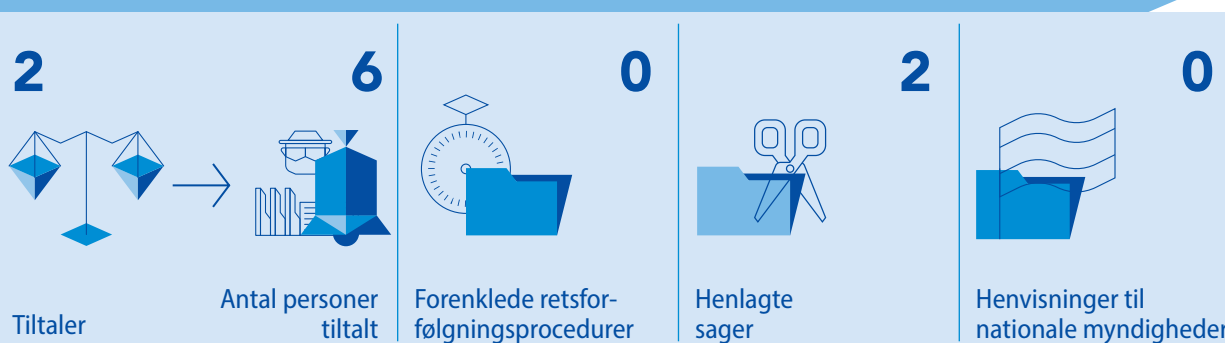 2
Tiltaler
6
Antal personer
tiltalt
0
Forenklede retsfor-
følgningsprocedurer
2
Henlagte
sager
0
Henvisninger til
nationale myndigheder